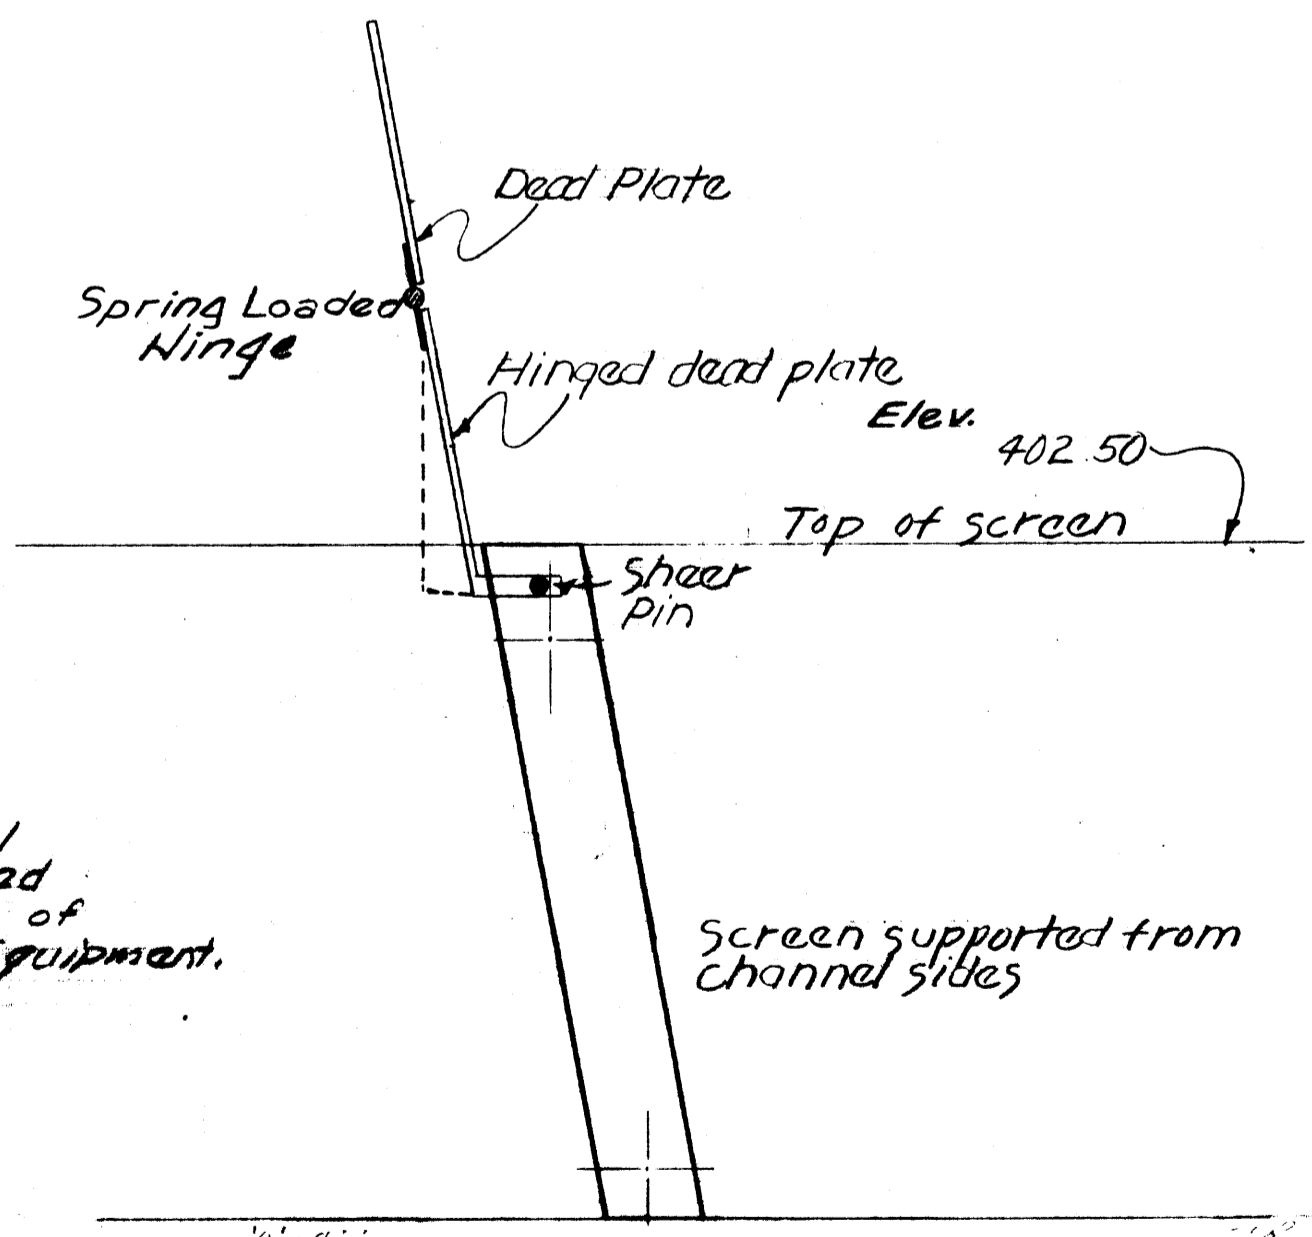 Dead Plate
Spring Loaded
Hinge
Hinged dead plate
Elev.
402.50
Top of screen
Sheer
Pin
of
Screen supported from
channel sides